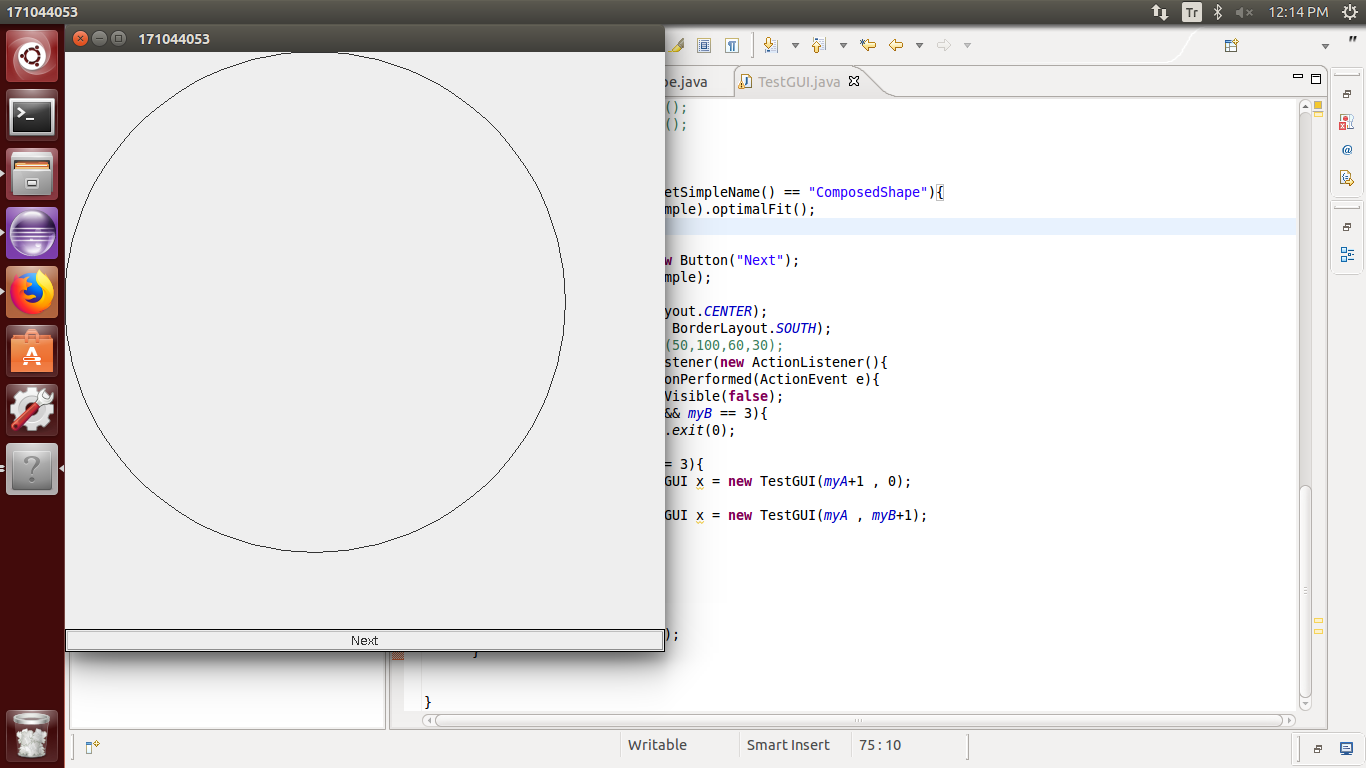 171044053
Tr
12:14 PM
171044053
pe.java
TestGUI.java
();
();
etSimpleName() == "ComposedShape"){
mple).optimalFit();
w Button("Next");
mple);
yout.CENTER);
BorderLayout.SOUTH);
(50,100,60,30);
stener(new ActionListener(){
onPerformed(ActionEvent e){
Visible(false);
&& myB == 3){
.exit(0);
= 3){
GUI x = new TestGUI(myA+1 , 0);
GUI x = new TestGUI(myA , myB+1);
);
Next
}
}
Writable
Smart Insert
75 : 10